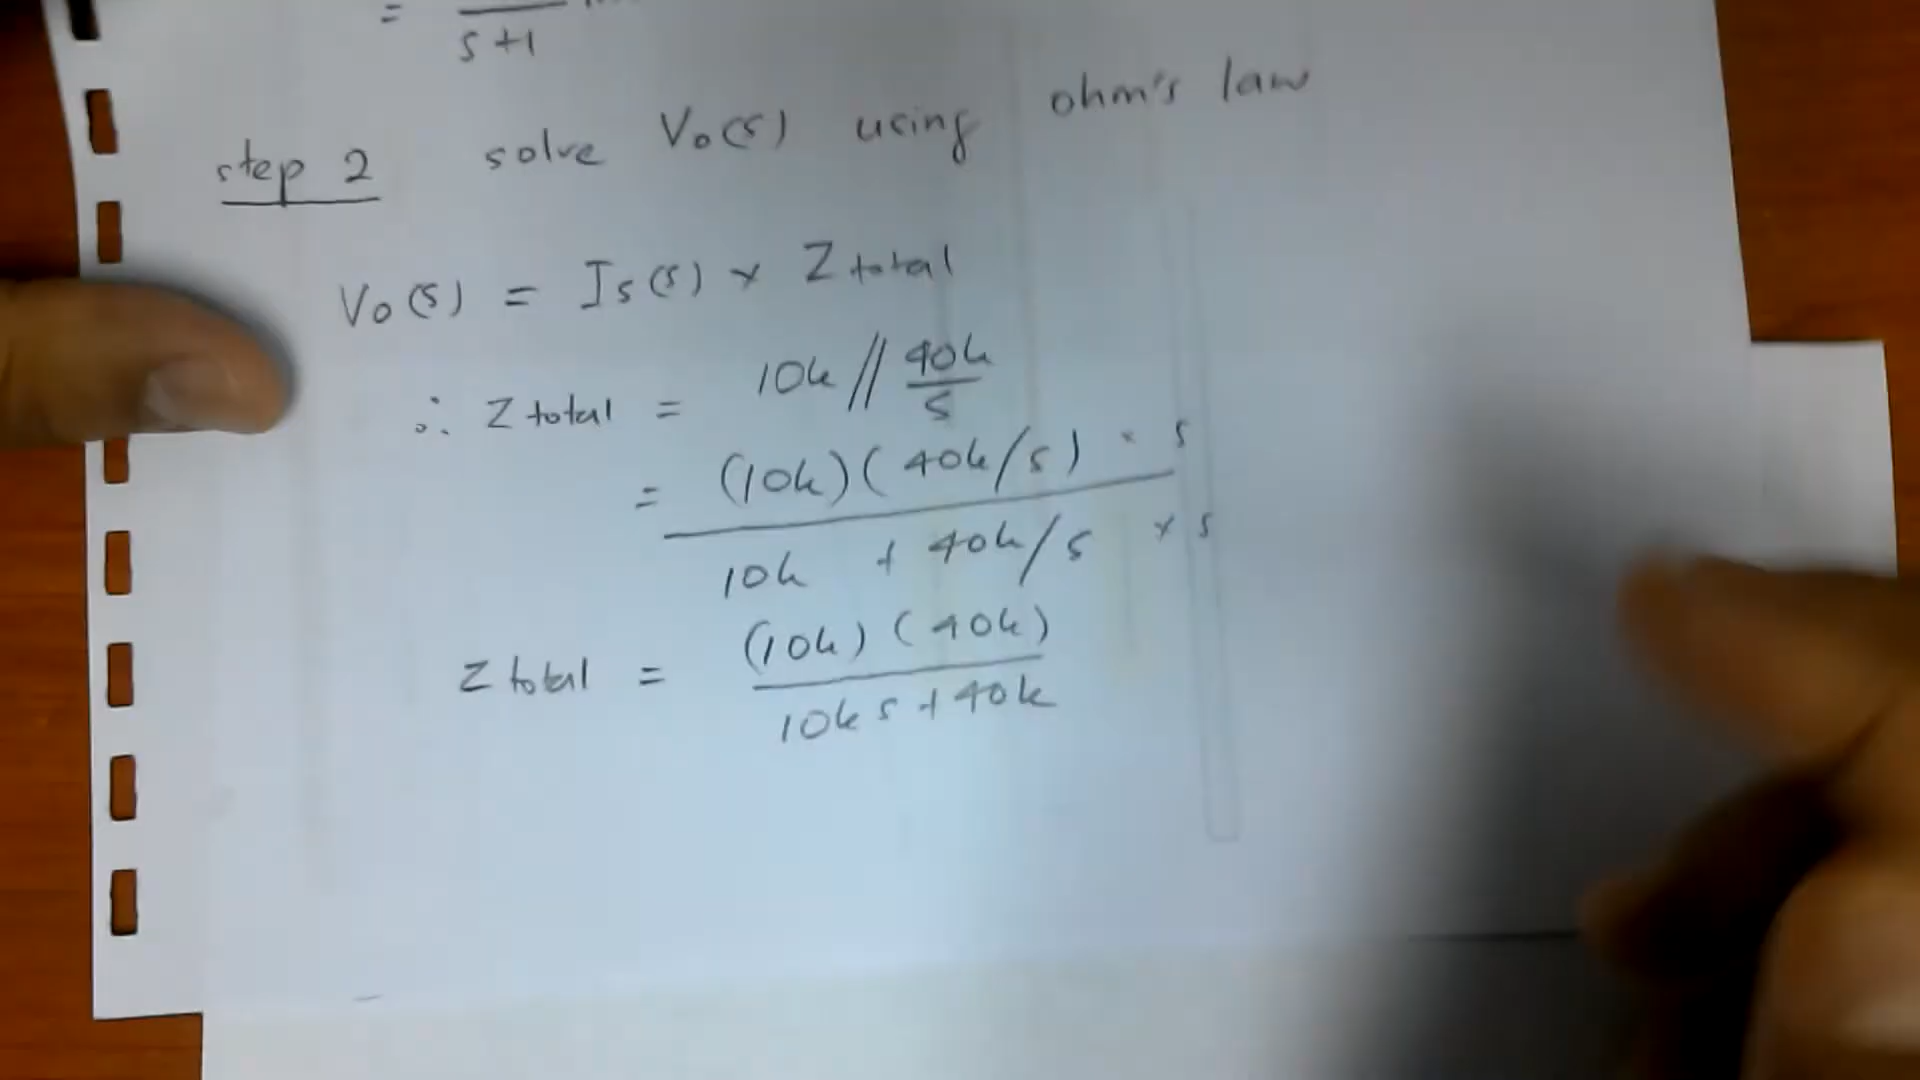 =
s+1
step 2 solve Vo(s) using ohm's law
Vo(s) = Is(s) × Ztotal
∴ Ztotal = 10k // 40k/s
= (10k)(40k/s) × s
10k + 40k/s × s
Ztotal = (10k)(40k)
10ks+40k